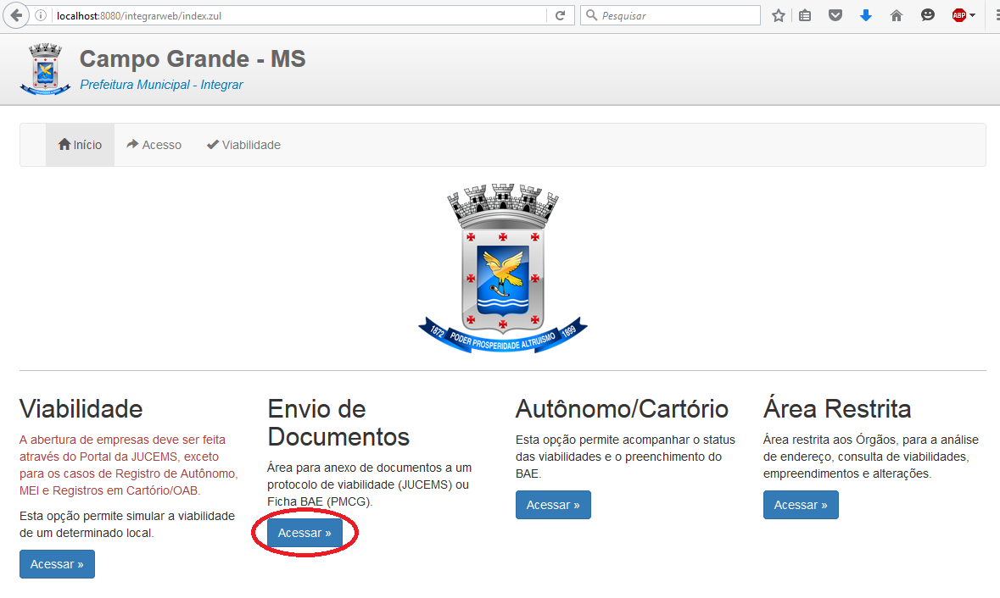 localhost:8080/integrarweb/index.zul
Pesquisar
ABP
Campo Grande - MS
Prefeitura Municipal - Integrar
Início
Acesso
Viabilidade
1872 PODER PROSPERIDADE ALTRUISMO 1899
Viabilidade
A abertura de empresas deve ser feita
através do Portal da JUCEMS, exceto
para os casos de Registro de Autônomo,
MEI e Registros em Cartório/OAB.
Esta opção permite simular a viabilidade
de um determinado local.
Acessar »
Envio de
Documentos
Área para anexo de documentos a um
protocolo de viabilidade (JUCEMS) ou
Ficha BAE (PMCG).
Acessar »
Autônomo/Cartório
Esta opção permite acompanhar o status
das viabilidades e o preenchimento do
BAE.
Acessar »
Área Restrita
Área restrita aos Órgãos, para a análise
de endereço, consulta de viabilidades,
empreendimentos e alterações.
Acessar »